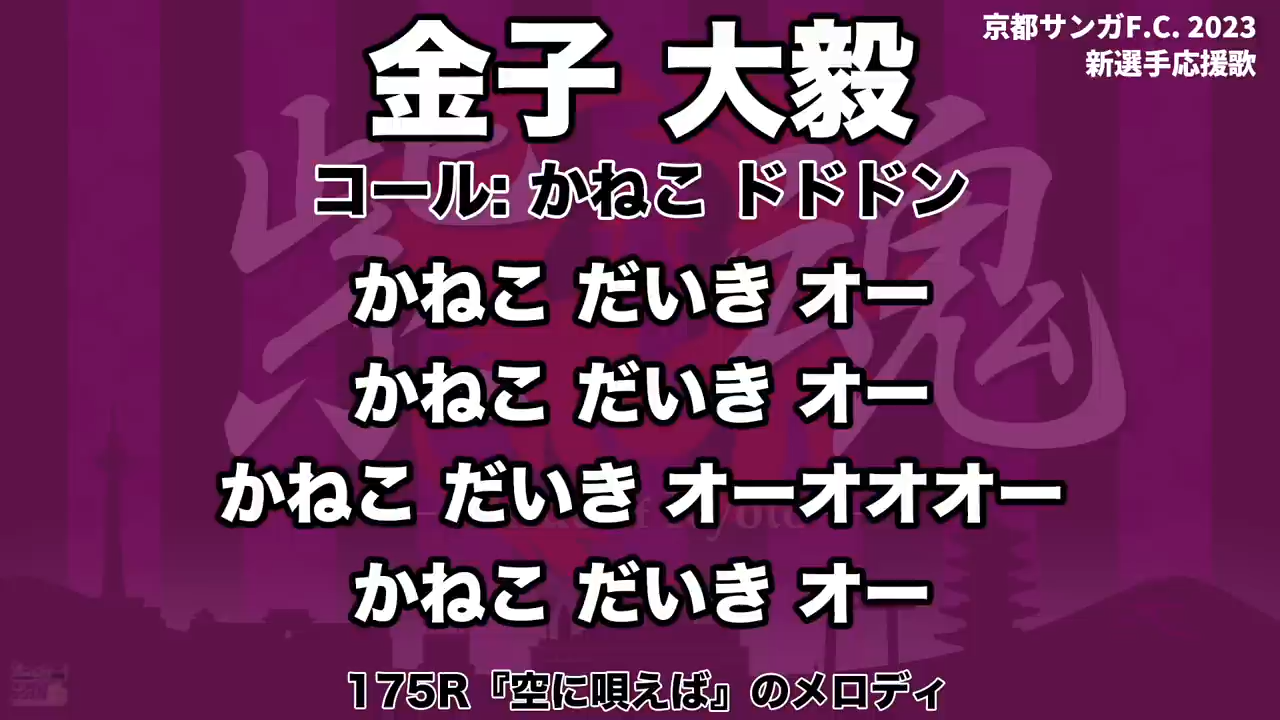 京都サンガF.C. 2023
新選手応援歌
金子 大毅
コール: かねこ ドドドン
紫魂
かねこ だいき オー
かねこ だいき オー
かねこ だいき オーオオオー
かねこ だいき オー
175R『空に唄えば』のメロディ